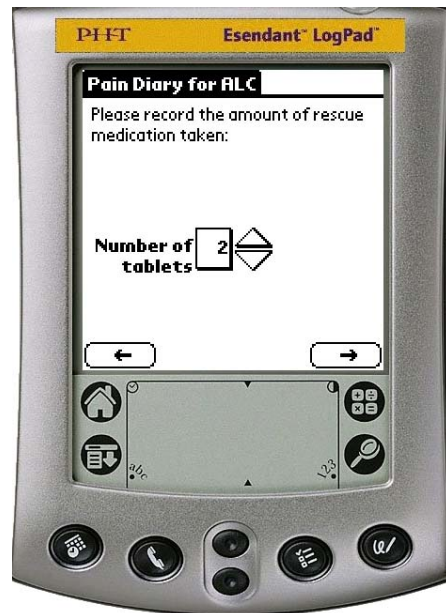 PHT Esendant™ LogPad™
Pain Diary for ALC
Please record the amount of rescue
medication taken:
Number of 2
tablets
abc 123